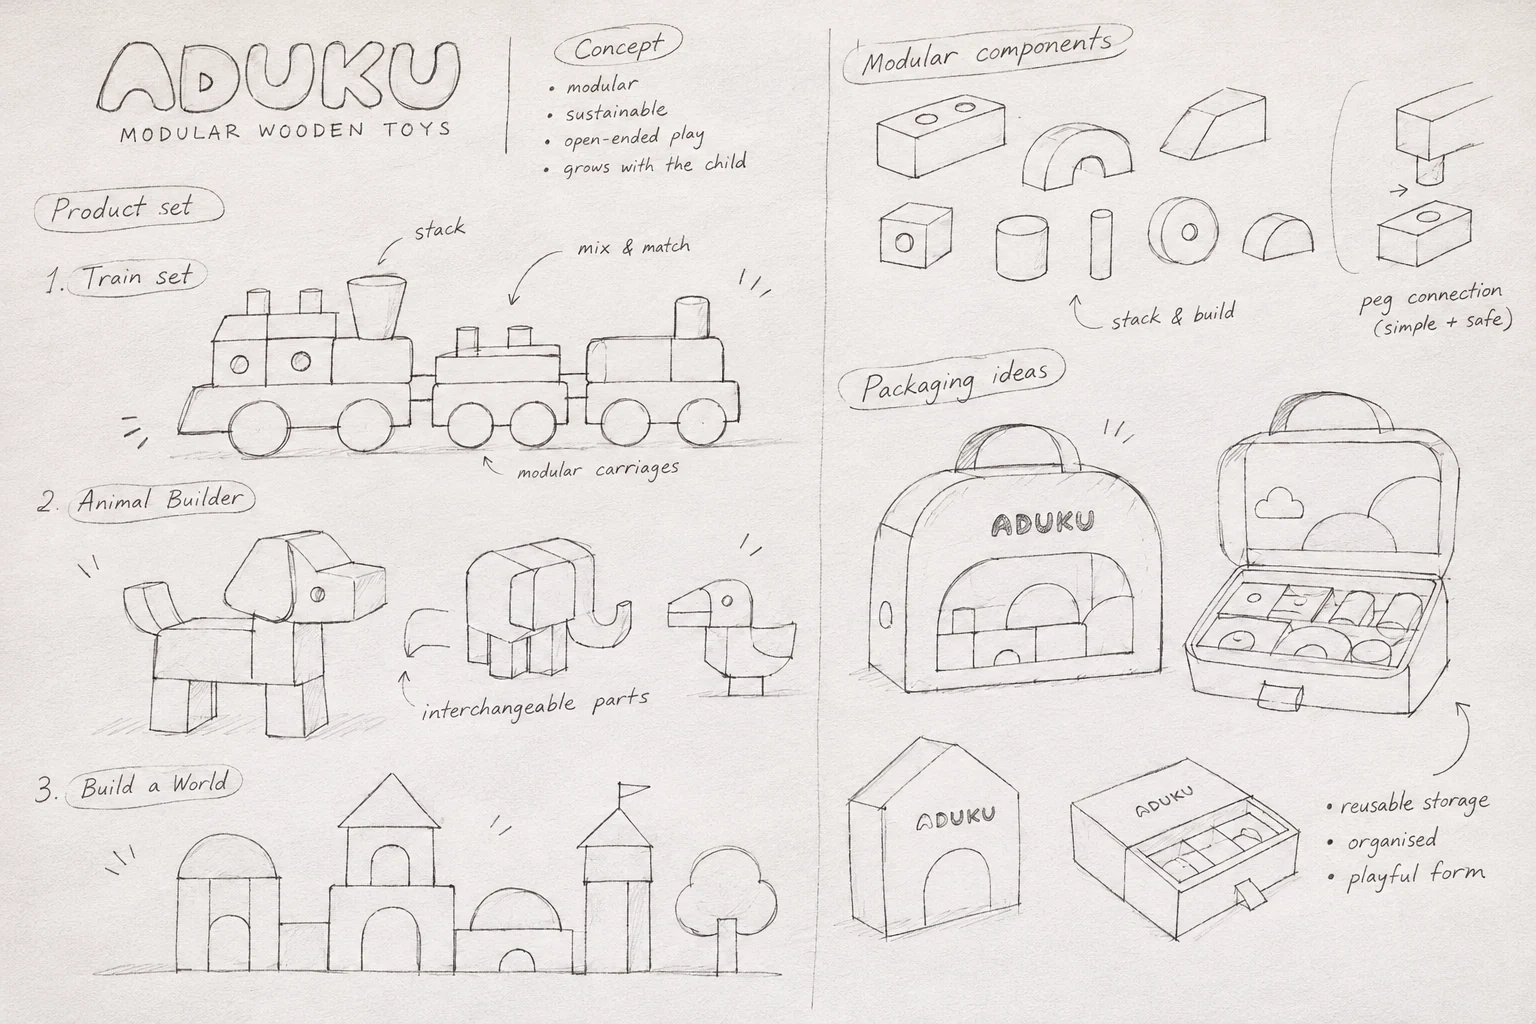 ADUKU
MODULAR WOODEN TOYS
Concept
• modular
• sustainable
• open-ended play
• grows with the child
Product set
1. Train set
stack
mix & match
modular carriages
2. Animal Builder
interchangeable parts
3. Build a World
Modular components
stack & build
peg connection
(simple + safe)
Packaging ideas
ADUKU
ADUKU
ADUKU
• reusable storage
• organised
• playful form